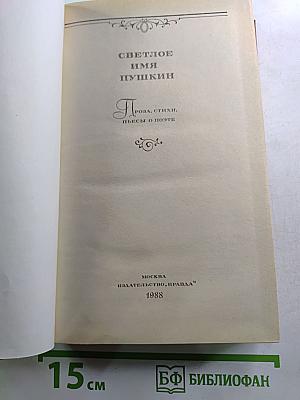 СВЕТЛОЕ
ИМЯ
ПУШКИН
ПРОЗА, СТИХИ,
ПЬЕСЫ О ПОЭТЕ
МОСКВА
ИЗДАТЕЛЬСТВО „ПРАВДА"
1988
15 см
БФ БИБЛИОФАН